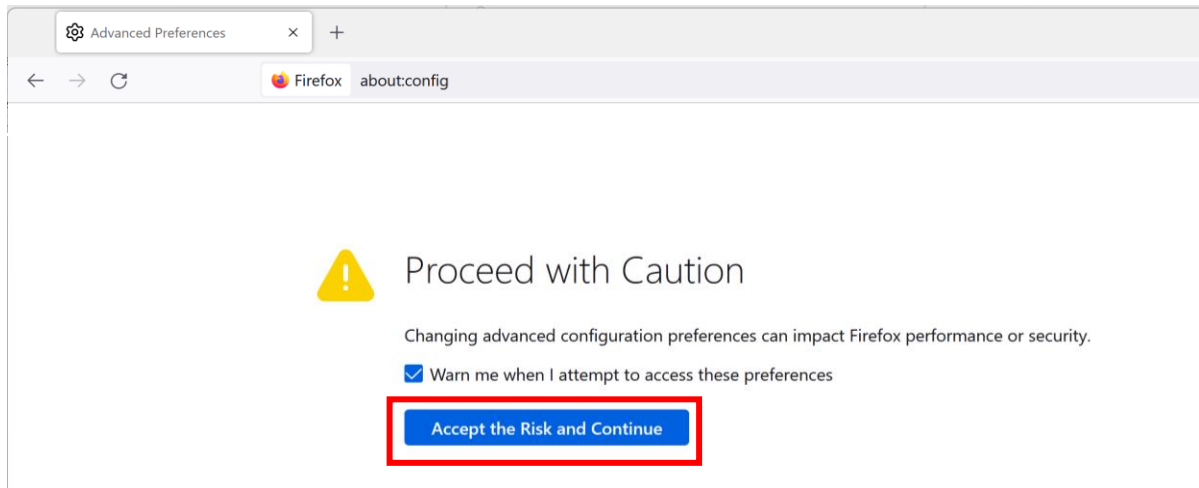 Advanced Preferences
Firefox about:config
Proceed with Caution
Changing advanced configuration preferences can impact Firefox performance or security.
Warn me when I attempt to access these preferences
Accept the Risk and Continue